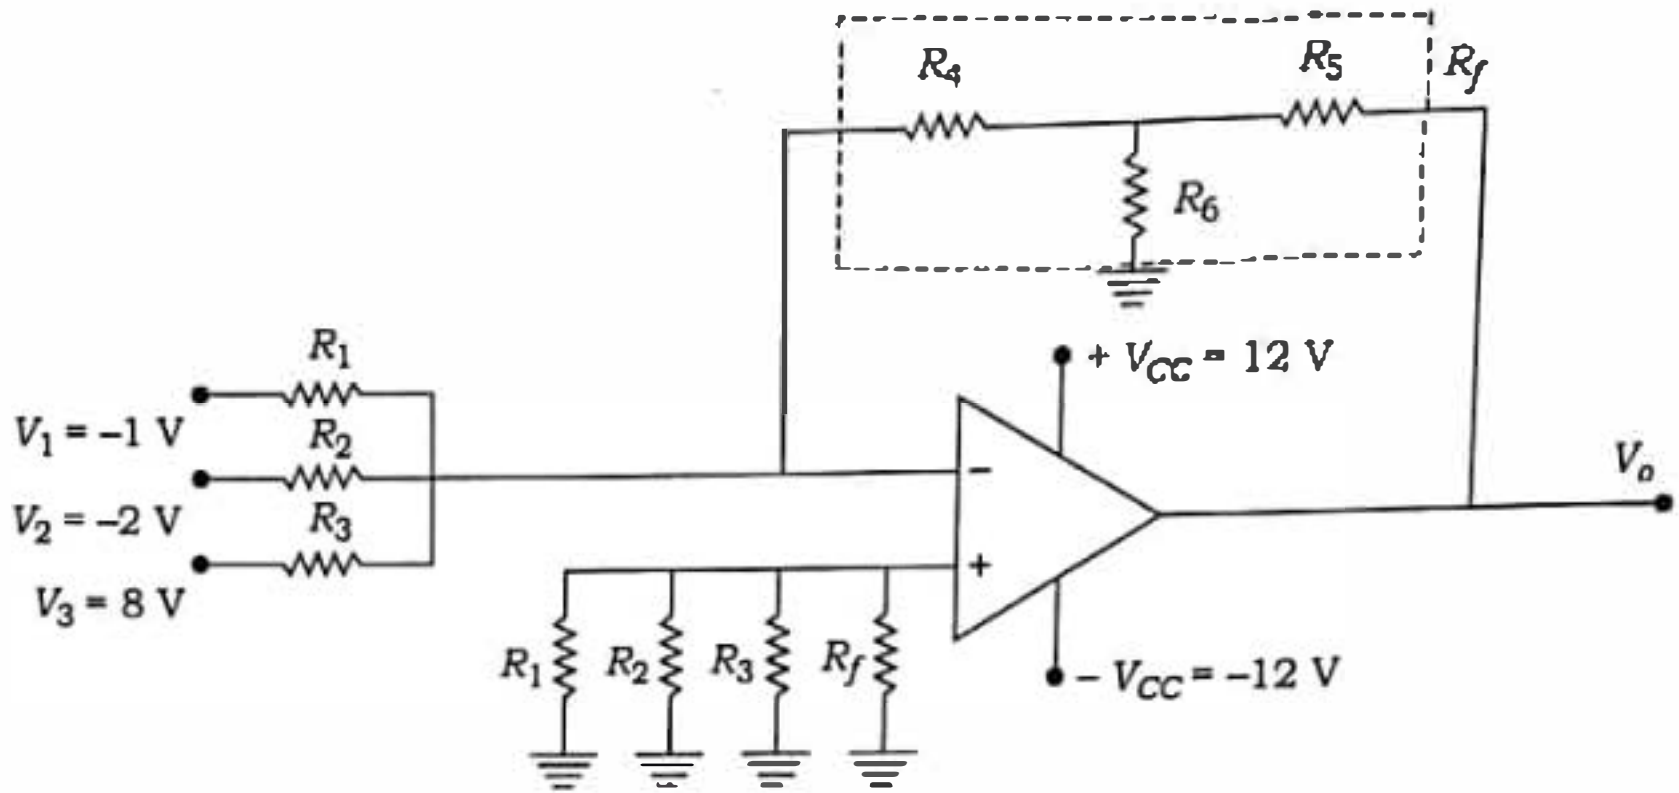 R4
R5
Rf
R6
+ VCC = 12 V
R1
V1 = −1 V
R2
V2 = −2 V
R3
V3 = 8 V
−
+
Vo
R1
R2
R3
Rf
− VCC = −12 V